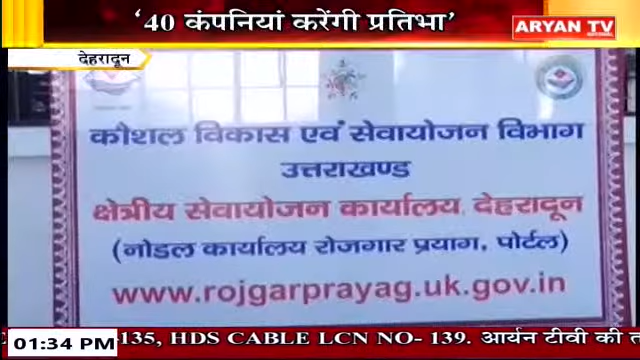 ‘40 कंपनियां करेंगी प्रतिभा’
ARYAN TV
देहरादून
कौशल विकास एवं सेवायोजन विभाग
उत्तराखण्ड
क्षेत्रीय सेवायोजन कार्यालय, देहरादून
(नोडल कार्यालय रोजगार प्रयाग, पोर्टल)
www.rojgarprayag.uk.gov.in
01:34 PM
-135, HDS CABLE LCN NO- 139. आर्यन टीवी की